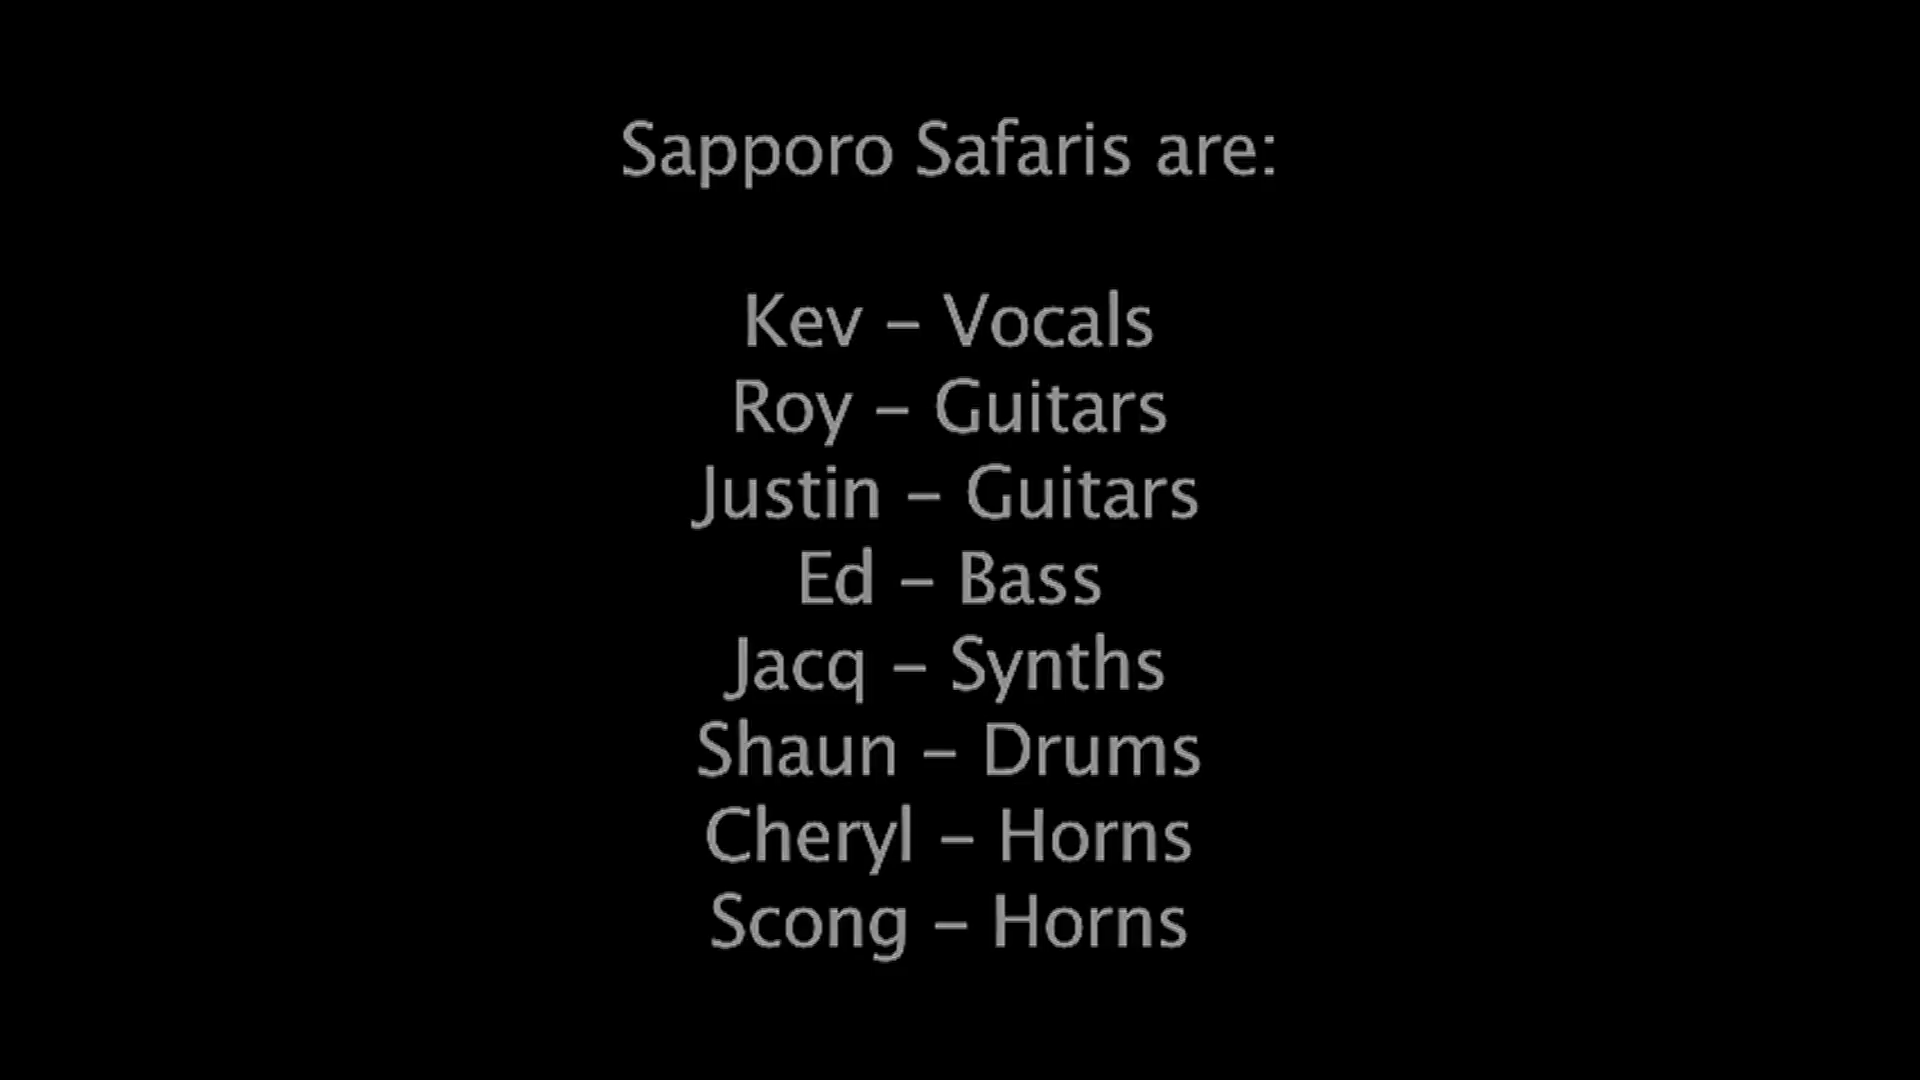 Sapporo Safaris are:
Kev – Vocals
Roy – Guitars
Justin – Guitars
Ed – Bass
Jacq – Synths
Shaun – Drums
Cheryl – Horns
Scong – Horns